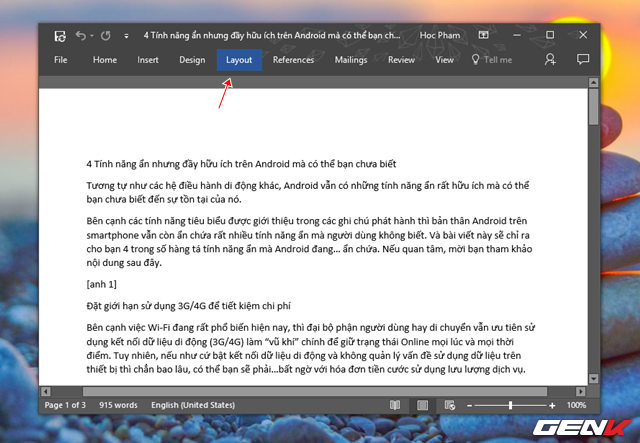 4 Tính năng ẩn nhưng đầy hữu ích trên Android mà có thể bạn ch...
Hoc Pham
File Home Insert Design Layout References Mailings Review View Tell me
4 Tính năng ẩn nhưng đầy hữu ích trên Android mà có thể bạn chưa biết
Tương tự như các hệ điều hành di động khác, Android vẫn có những tính năng ẩn rất hữu ích mà có thể
bạn chưa biết đến sự tồn tại của nó.
Bên cạnh các tính năng tiêu biểu được giới thiệu trong các ghi chú phát hành thì bản thân Android trên
smartphone vẫn còn ẩn chứa rất nhiều tính năng ẩn mà người dùng không biết. Và bài viết này sẽ chỉ ra
cho bạn 4 trong số hàng tá tính năng ẩn mà Android đang... ẩn chứa. Nếu quan tâm, mời bạn tham khảo
nội dung sau đây.
[anh 1]
Đặt giới hạn sử dụng 3G/4G để tiết kiệm chi phí
Bên cạnh việc Wi-Fi đang rất phổ biến hiện nay, thì đại bộ phận người dùng hay di chuyển vẫn ưu tiên sử
dụng kết nối dữ liệu di động (3G/4G) làm “vũ khí” chính để giữ trạng thái Online mọi lúc và mọi thời
điểm. Tuy nhiên, nếu như cứ bật kết nối dữ liệu di động và không quản lý vấn đề sử dụng dữ liệu trên
thiết bị thì chẳn bao lâu, có thể bạn sẽ phải...bất ngờ với hóa đơn tiền cước sử dụng lưu lượng dịch vụ.
Page 1 of 3 915 words English (United States) 100%
GENK